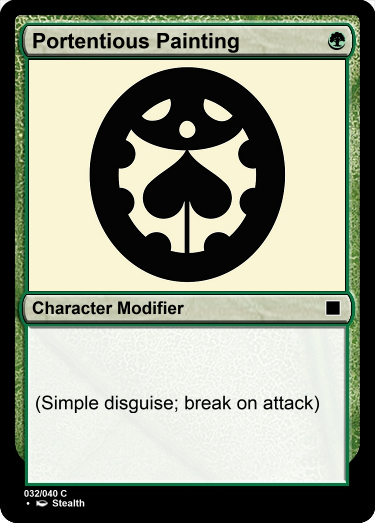 Portentious Painting
Character Modifier
(Simple disguise; break on attack)
032/040 C
• Stealth